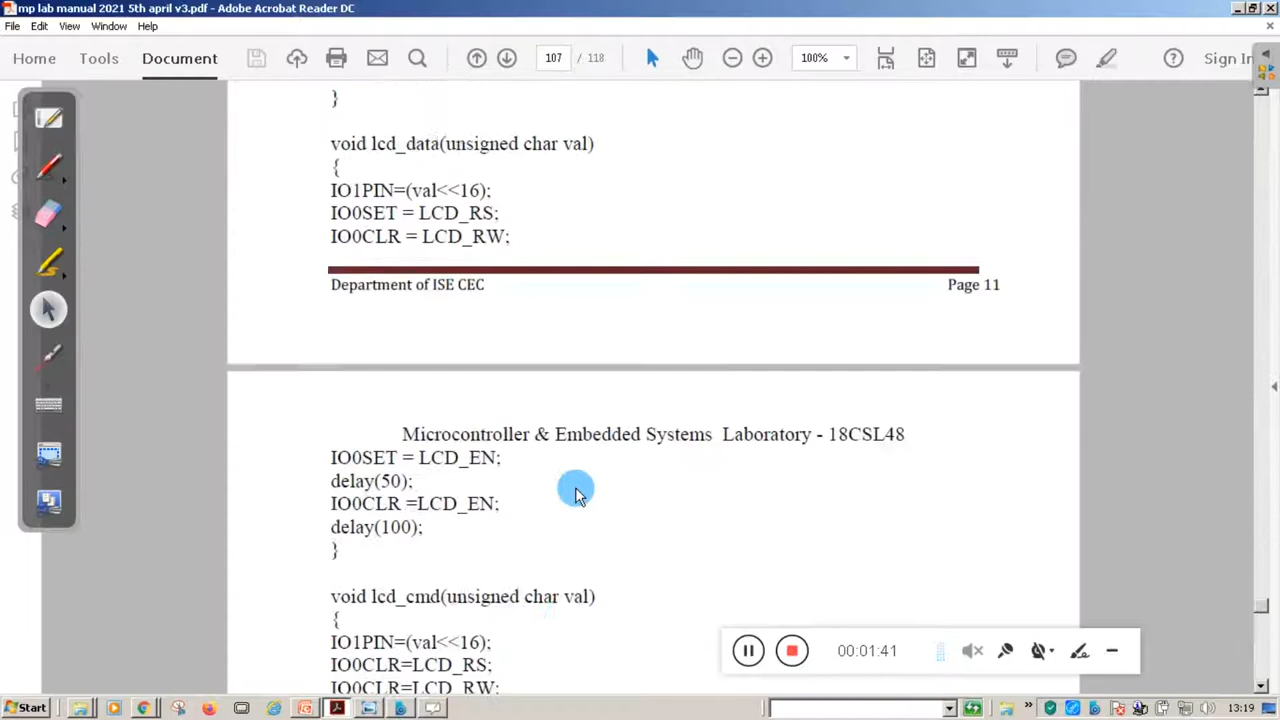 mp lab manual 2021 5th april v3.pdf - Adobe Acrobat Reader DC
File Edit View Window Help
Home Tools Document 107 / 118 100% Sign In
}
void lcd_data(unsigned char val)
{
IO1PIN=(val<<16);
IO0SET = LCD_RS;
IO0CLR = LCD_RW;
Department of ISE CEC Page 11
Microcontroller & Embedded Systems Laboratory - 18CSL48
IO0SET = LCD_EN;
delay(50);
IO0CLR =LCD_EN;
delay(100);
}
void lcd_cmd(unsigned char val)
{
IO1PIN=(val<<16);
IO0CLR=LCD_RS;
IO0CLR=LCD_RW;
00:01:41
Start 13:19